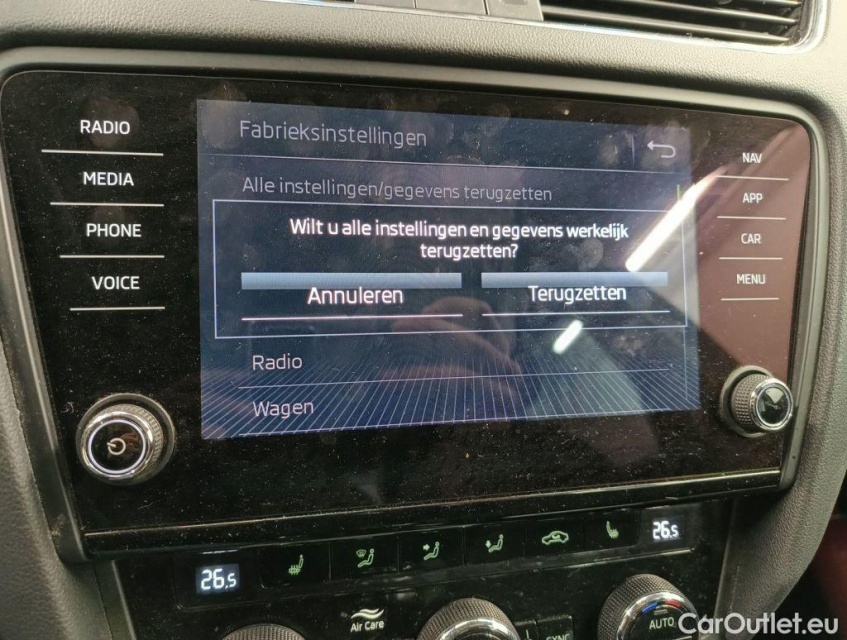 RADIO
MEDIA
PHONE
VOICE
Fabrieksinstellingen
Alle instellingen/gegevens terugzetten
Wilt u alle instellingen en gegevens werkelijk
terugzetten?
Annuleren
Terugzetten
Radio
Wagen
NAV
APP
CAR
MENU
26.5
26.5
Air Care
SYNC
AUTO
CarOutlet.eu